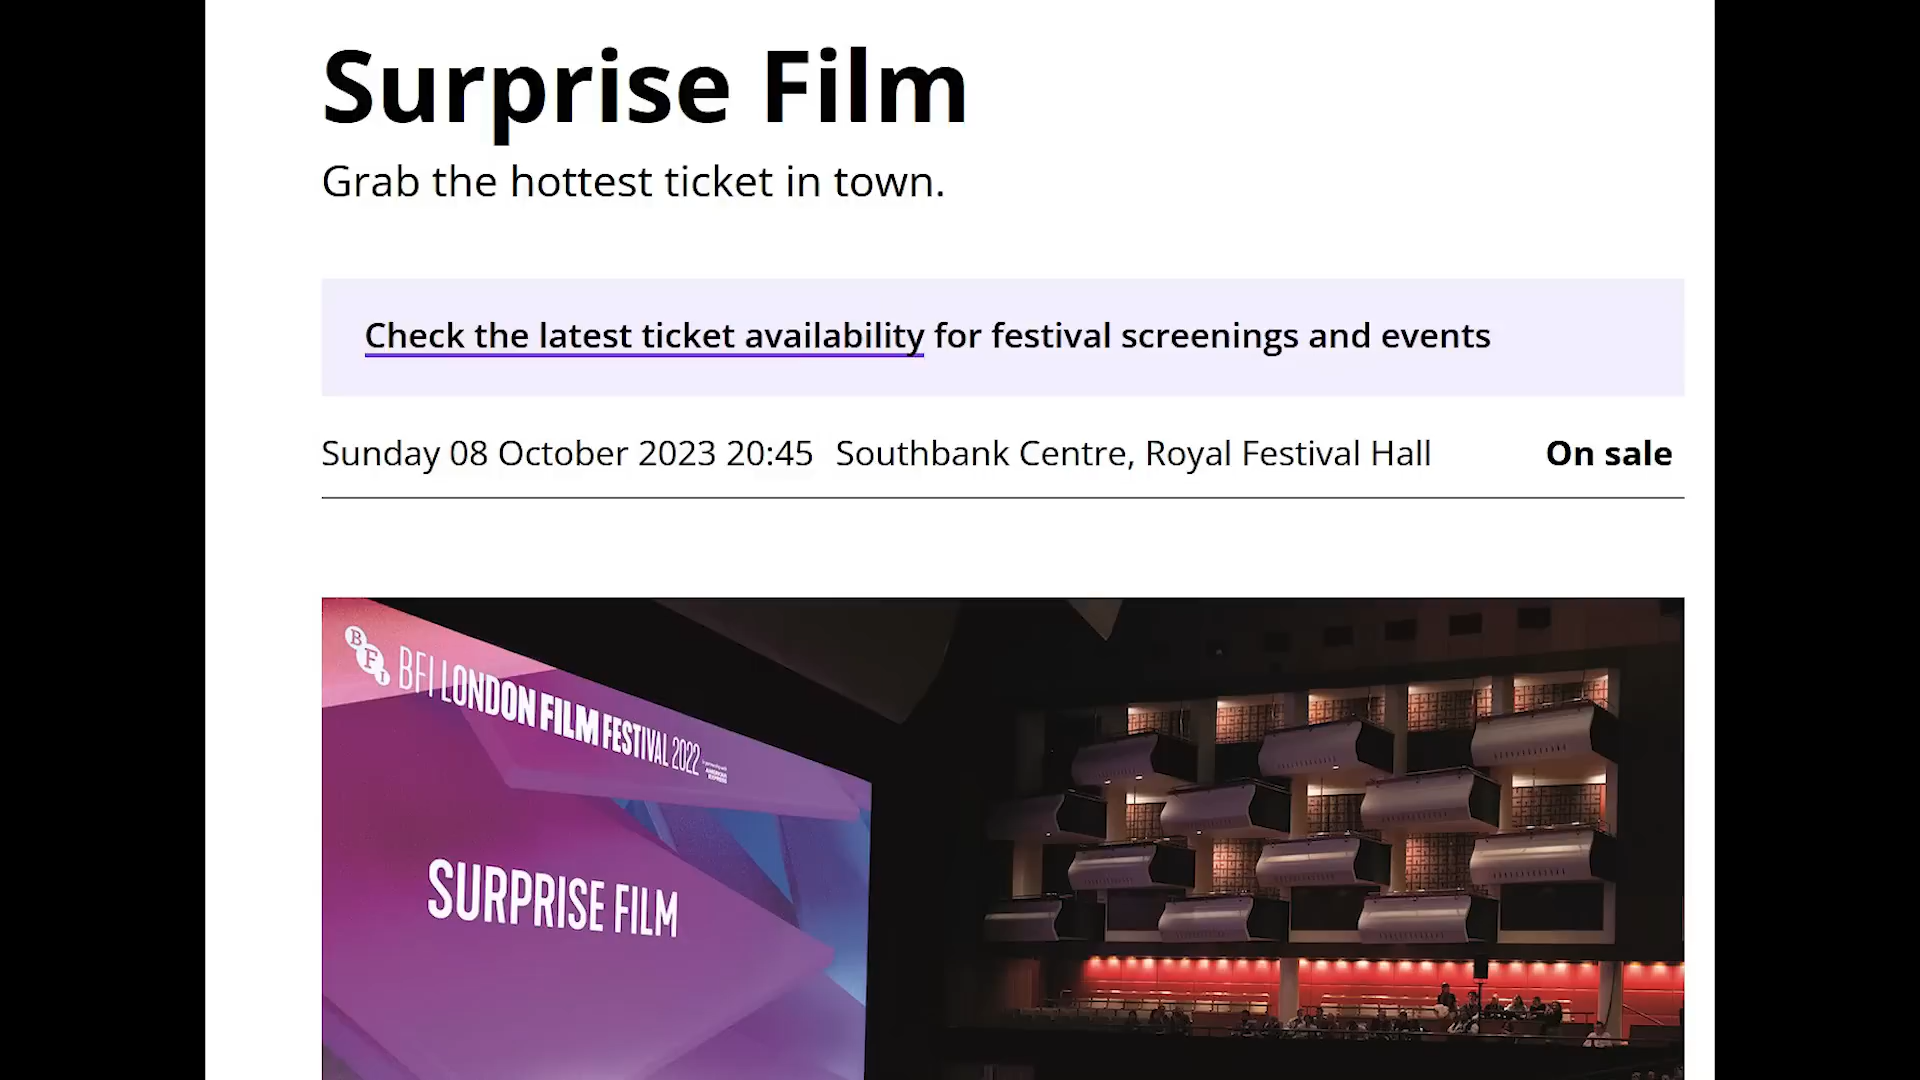 Surprise Film
Grab the hottest ticket in town.
Check the latest ticket availability for festival screenings and events
Sunday 08 October 2023 20:45 Southbank Centre, Royal Festival Hall On sale
BFI BFI LONDON FILM FESTIVAL 2022
AMERICAN EXPRESS
SURPRISE FILM